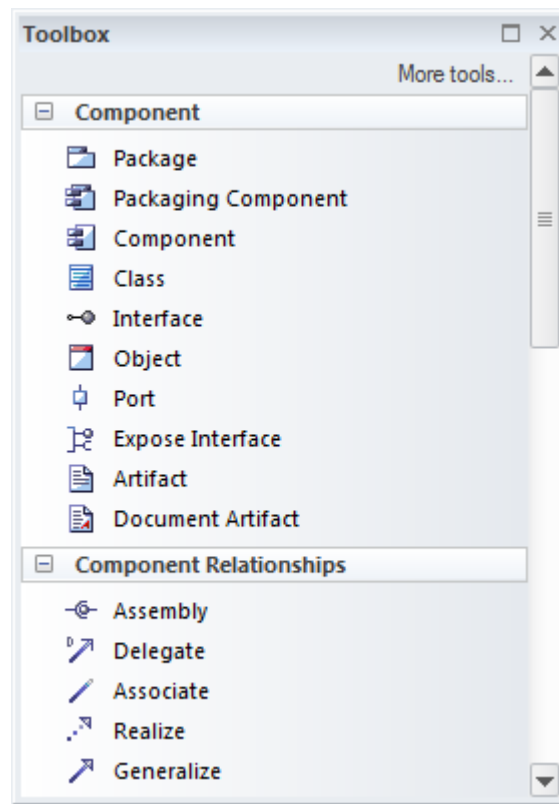 Toolbox
More tools...
Component
Package
Packaging Component
Component
Class
Interface
Object
Port
Expose Interface
Artifact
Document Artifact
Component Relationships
Assembly
Delegate
Associate
Realize
Generalize